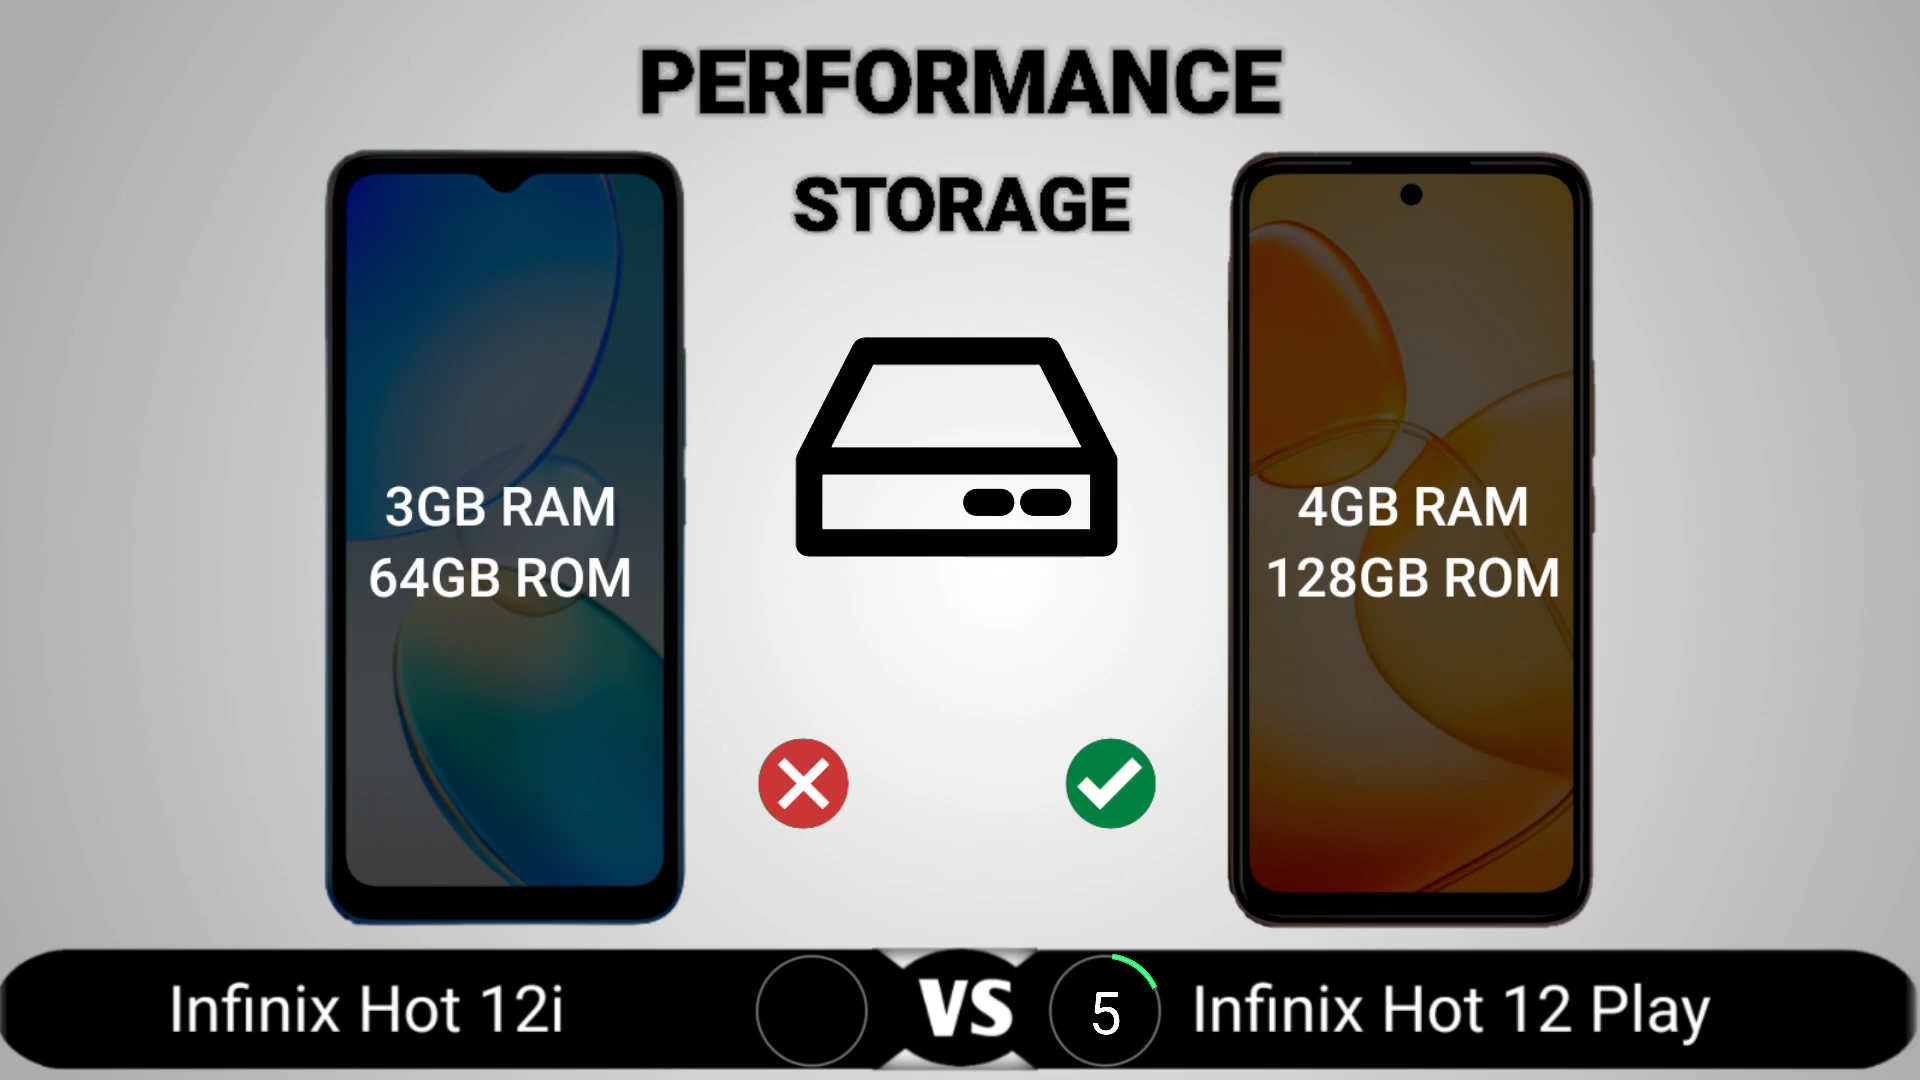 PERFORMANCE
STORAGE
3GB RAM
64GB ROM
4GB RAM
128GB ROM
Infinix Hot 12i
VS
5
Infinix Hot 12 Play